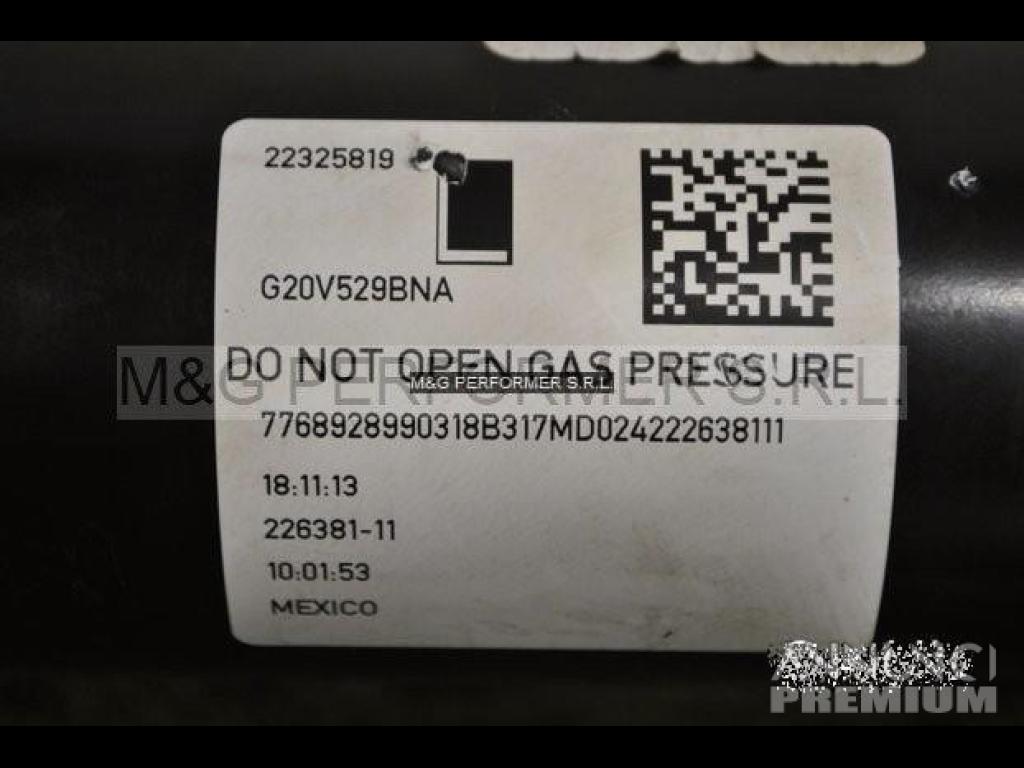 22325819
G20V529BNA
DO NOT OPEN GAS PRESSURE
M&G PERFORMER S.R.L.
M&G PERFORMER S.R.L.
7768928990318B317MD024222638111
18:11:13
226381-11
10:01:53
MEXICO
PREMIUM